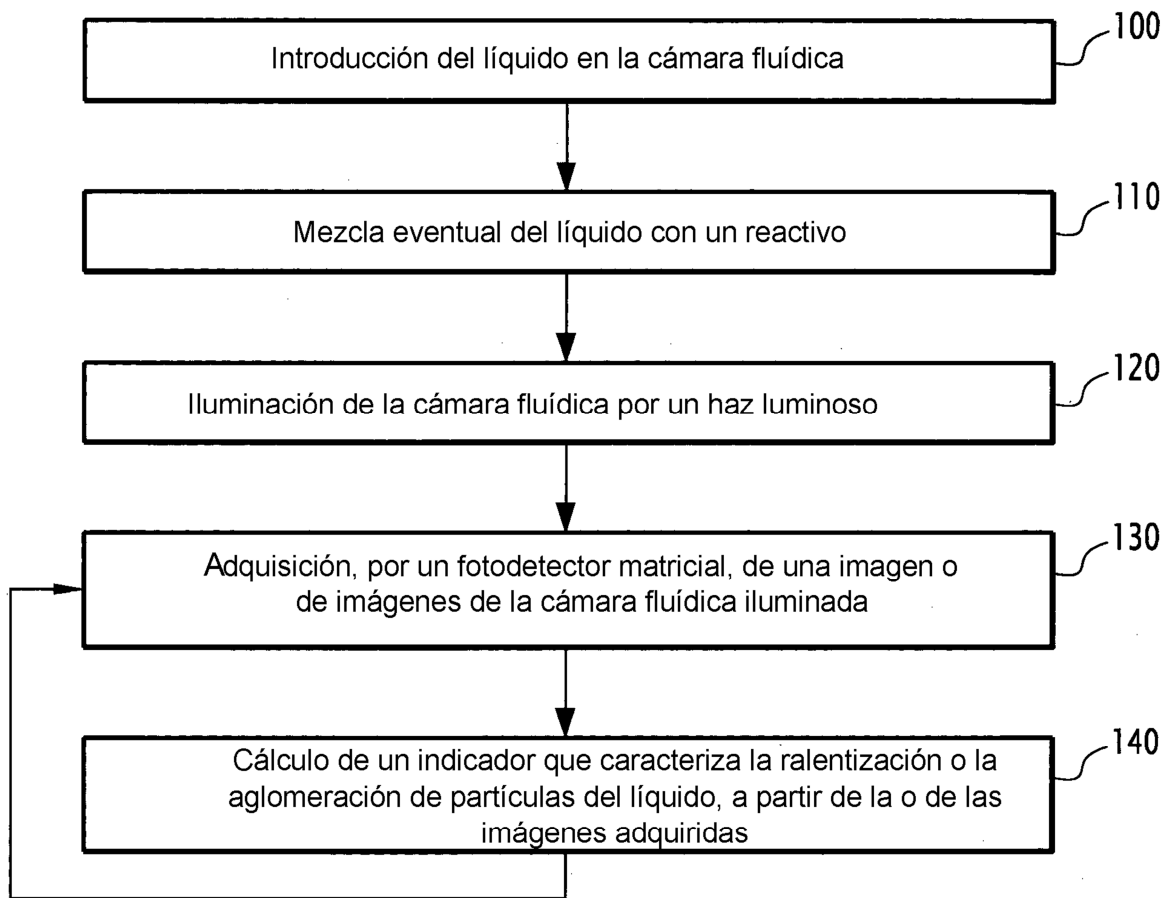 100
Introducción del líquido en la cámara fluídica
110
Mezcla eventual del líquido con un reactivo
120
Iluminación de la cámara fluídica por un haz luminoso
130
Adquisición, por un fotodetector matricial, de una imagen o
de imágenes de la cámara fluídica iluminada
140
Cálculo de un indicador que caracteriza la ralentización o la
aglomeración de partículas del líquido, a partir de la o de las
imágenes adquiridas